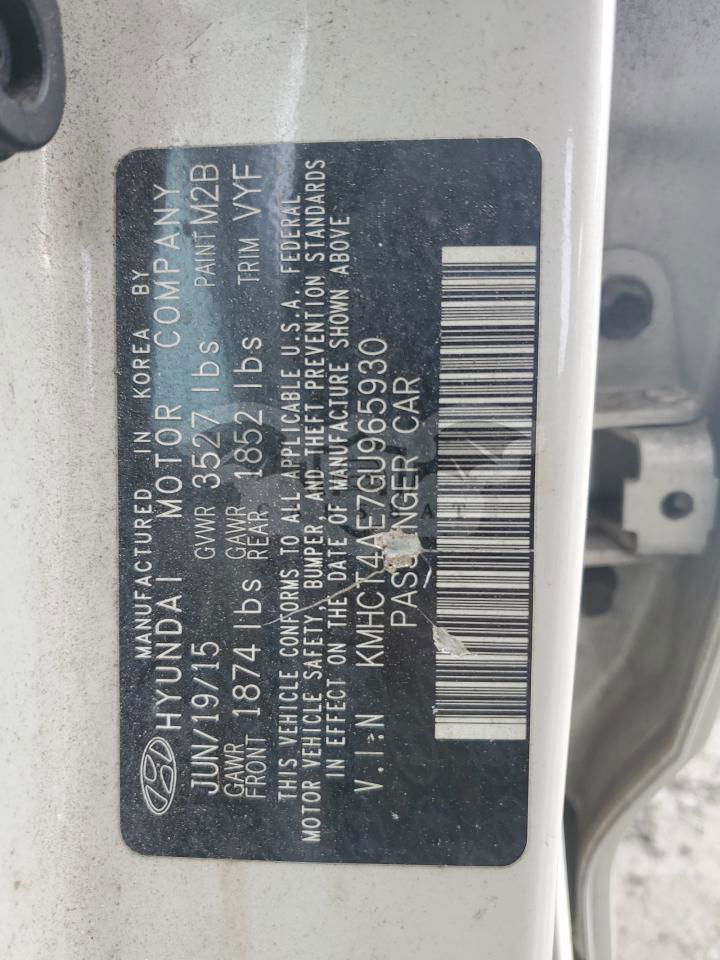 MANUFACTURED IN KOREA BY
HYUNDAI MOTOR COMPANY
JUN/19/15 GVWR 3527 lbs PAINT M2B
GAWR FRONT 1874 lbs GAWR REAR 1852 lbs TRIM VYF
THIS VEHICLE CONFORMS TO ALL APPLICABLE U.S.A. FEDERAL
MOTOR VEHICLE SAFETY, BUMPER, AND THEFT PREVENTION STANDARDS
IN EFFECT ON THE DATE OF MANUFACTURE SHOWN ABOVE
V.I.N KMHCT4AE7GU965930
PASSENGER CAR